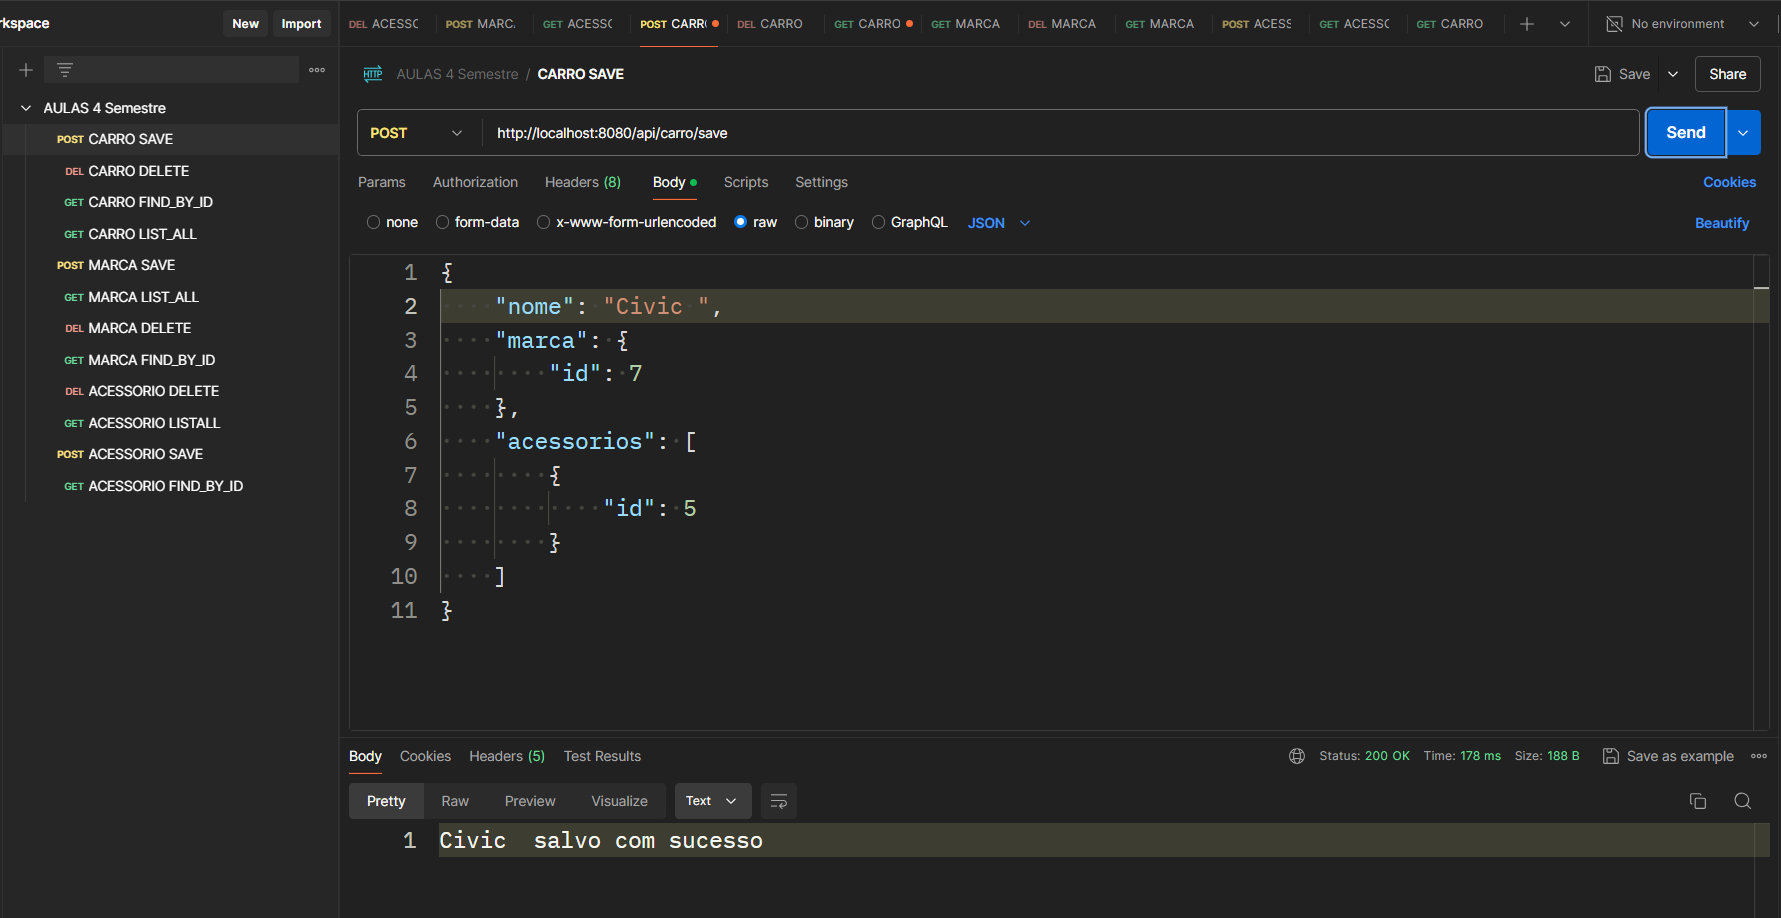 rkspace
New
Import
DEL ACESSC
POST MARC.
GET ACESSC
POST CARR
DEL CARRO
GET CARRO
GET MARCA
DEL MARCA
GET MARCA
POST ACESS
GET ACESSC
GET CARRO
No environment
AULAS 4 Semestre
POST CARRO SAVE
DEL CARRO DELETE
GET CARRO FIND_BY_ID
GET CARRO LIST_ALL
POST MARCA SAVE
GET MARCA LIST_ALL
DEL MARCA DELETE
GET MARCA FIND_BY_ID
DEL ACESSORIO DELETE
GET ACESSORIO LISTALL
POST ACESSORIO SAVE
GET ACESSORIO FIND_BY_ID
HTTP AULAS 4 Semestre / CARRO SAVE
Save
Share
POST
http://localhost:8080/api/carro/save
Send
Params Authorization Headers (8) Body Scripts Settings
Cookies
none form-data x-www-form-urlencoded raw binary GraphQL JSON
Beautify
1 {
2 "nome": "Civic ",
3 "marca": {
4 "id": 7
5 },
6 "acessorios": [
7 {
8 "id": 5
9 }
10 ]
11 }
Body Cookies Headers (5) Test Results
Status: 200 OK Time: 178 ms Size: 188 B
Save as example
Pretty Raw Preview Visualize Text
1 Civic  salvo com sucesso